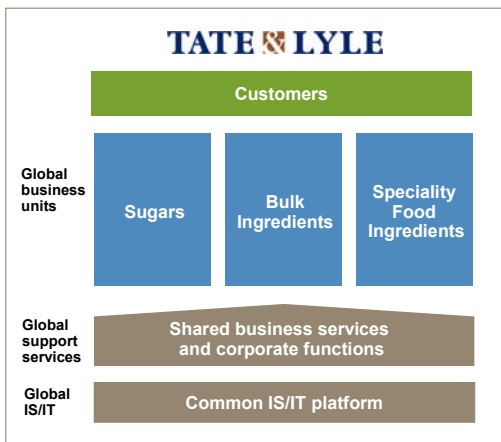 TATE & LYLE
Customers
Global
business
units
Sugars
Bulk
Ingredients
Speciality
Food
Ingredients
Global
support
services
Shared business services
and corporate functions
Global
IS/IT
Common IS/IT platform